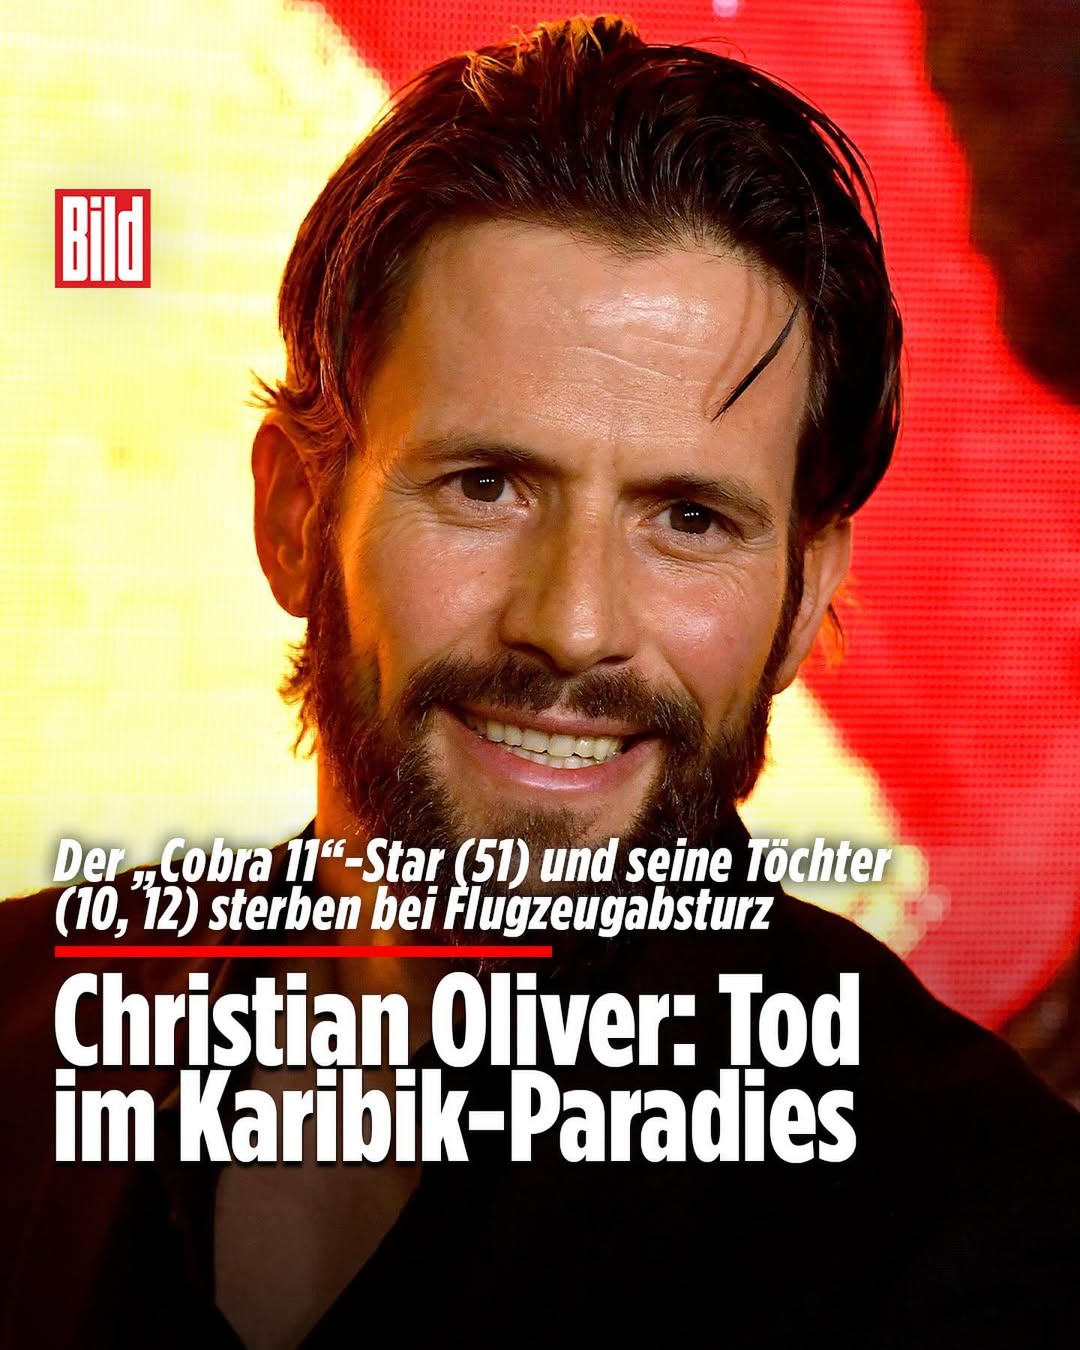 Bild
Der „Cobra 11“-Star (51) und seine Töchter
(10, 12) sterben bei Flugzeugabsturz
Christian Oliver: Tod
im Karibik-Paradies